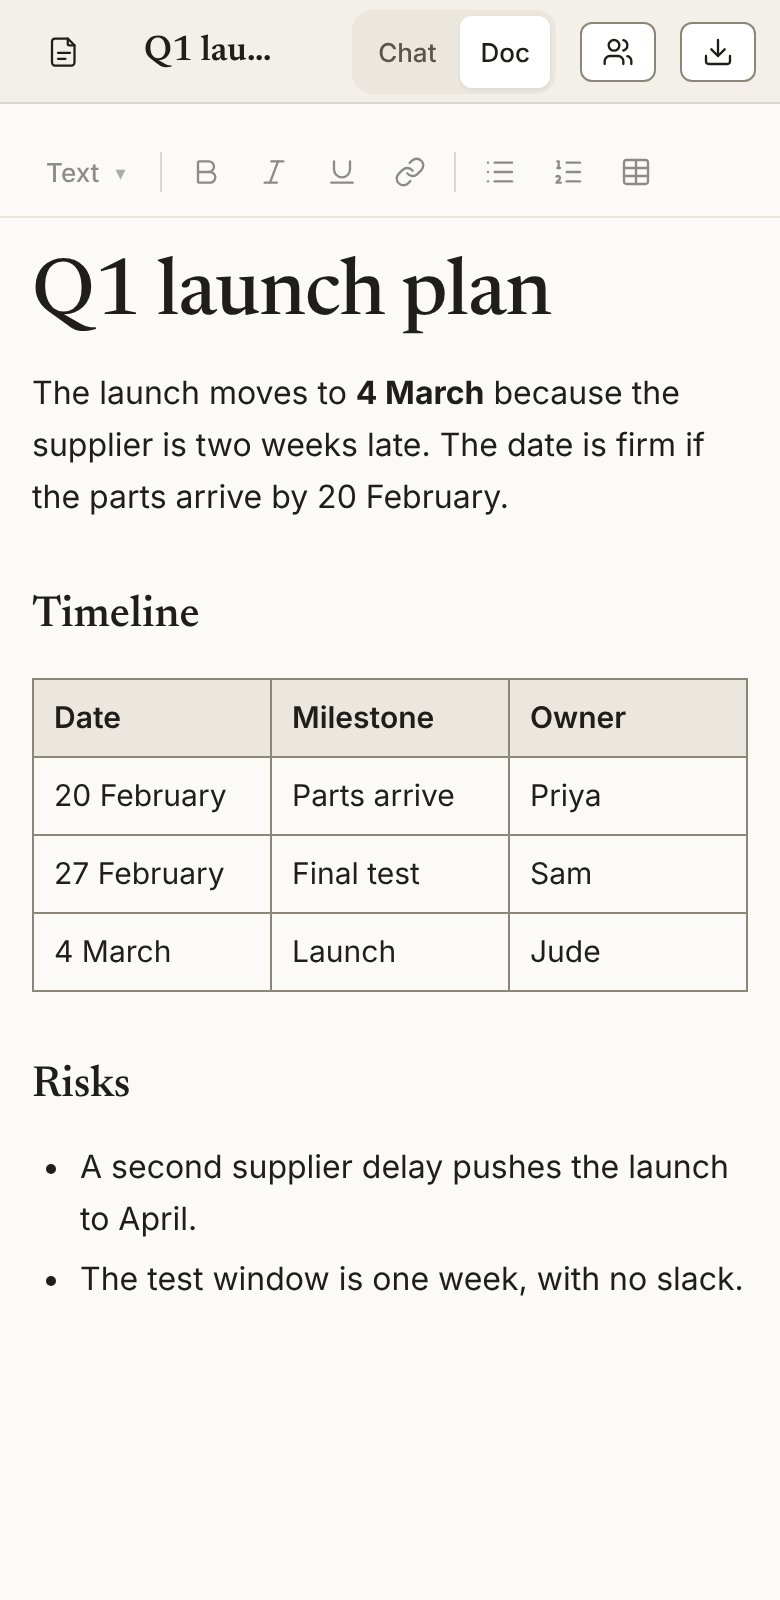 Q1 lau...
Chat
Doc
Text
Q1 launch plan
The launch moves to 4 March because the
supplier is two weeks late. The date is firm if
the parts arrive by 20 February.
Timeline
Date Milestone Owner
20 February Parts arrive Priya
27 February Final test Sam
4 March Launch Jude
Risks
• A second supplier delay pushes the launch
to April.
• The test window is one week, with no slack.